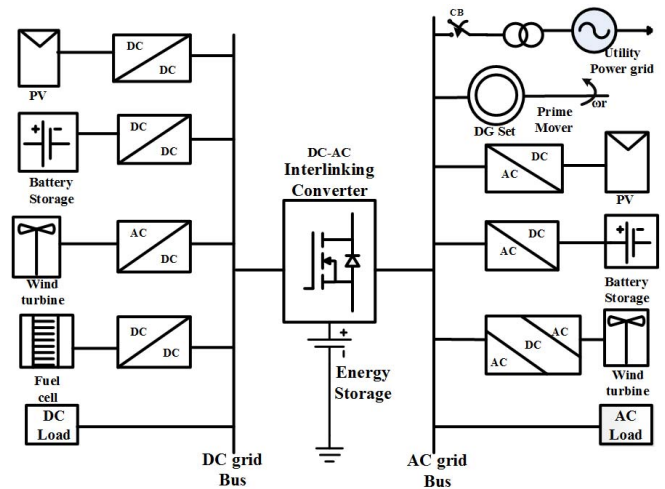 DC
DC
PV
DC
DC
Battery
Storage
AC
DC
Wind
turbine
DC
DC
Fuel
cell
DC
Load
DC grid
Bus
DC-AC
Interlinking
Converter
Energy
Storage
CB
Utility
Power grid
ωr
Prime
Mover
DG Set
DC
AC
PV
DC
AC
Battery
Storage
AC
DC
AC
Wind
turbine
AC
Load
AC grid
Bus